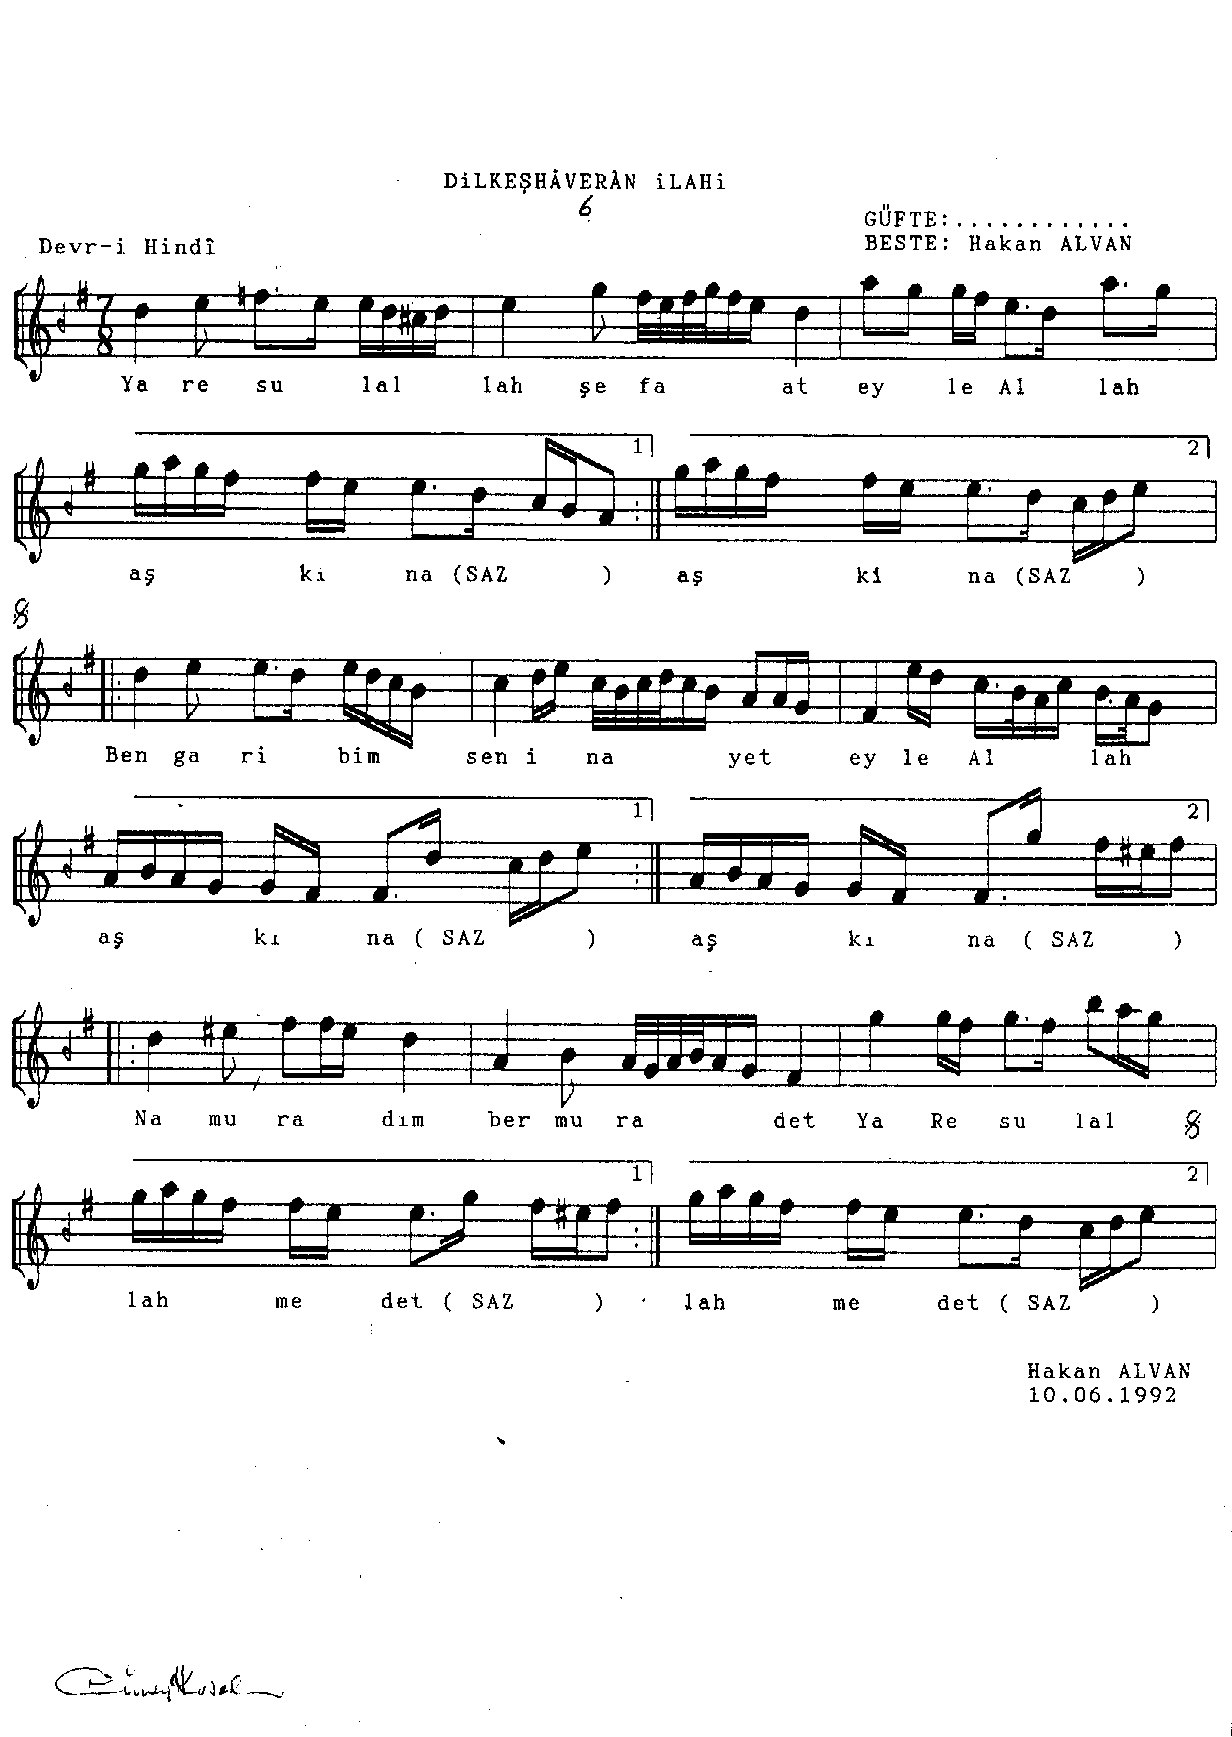 DiLKEŞHÂVERÂN iLAHi
6
GÜFTE:............
Devr-i Hindî
BESTE: Hakan ALVAN
7
8
Ya re su lal lah şe fa at ey le Al lah
1 2
aş kı na (SAZ ) aş ki na (SAZ )
Ben ga ri bim sen i na yet ey le Al lah
1 2
aş kı na ( SAZ ) aş kı na ( SAZ )
Na mu ra dım ber mu ra det Ya Re su lal
1 2
lah me det ( SAZ ) lah me det ( SAZ )
Hakan ALVAN
10.06.1992